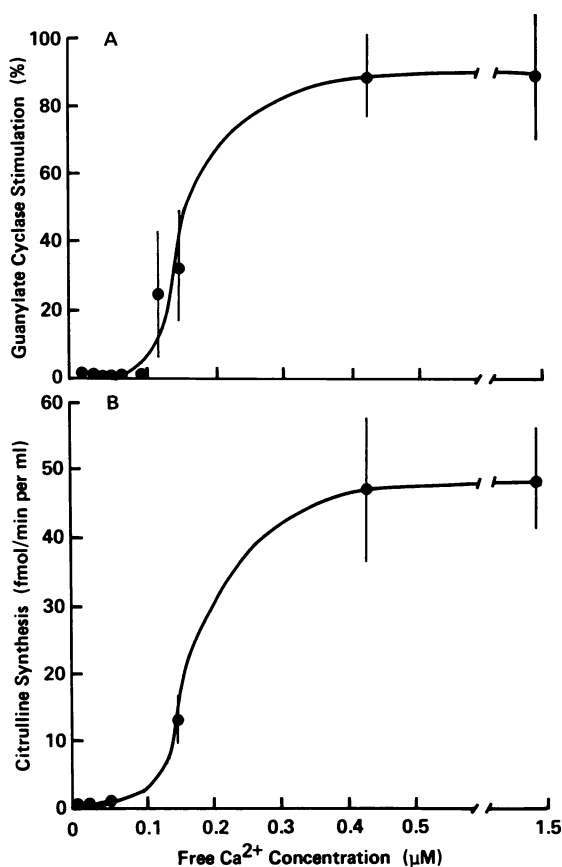 A
Guanylate Cyclase Stimulation (%)
100
80
60
40
20
0
B
Citrulline Synthesis (fmol/min per ml)
60
50
40
30
20
10
0
0 0.1 0.2 0.3 0.4 0.5 1.5
Free Ca²⁺ Concentration (μM)